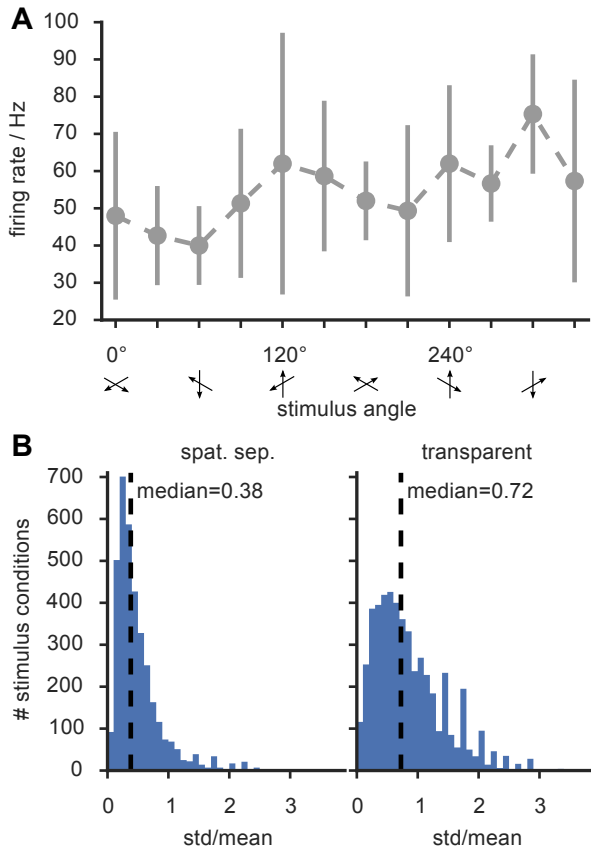 A
100
90
80
70
60
50
40
30
20
firing rate / Hz
0° 120° 240°
stimulus angle
B
spat. sep. transparent
700
600
500
400
300
200
100
0
# stimulus conditions
median=0.38 median=0.72
0 1 2 3 0 1 2 3
std/mean std/mean